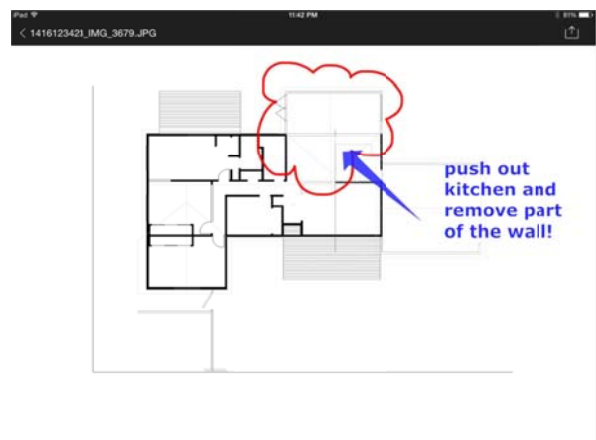 iPad 11:42 PM 81%
< 1416123421_IMG_3679.JPG
push out
kitchen and
remove part
of the wall!